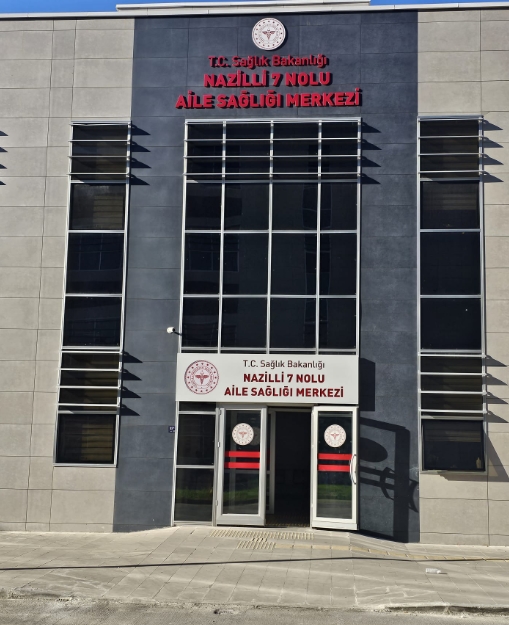 T.C. Sağlık Bakanlığı
NAZİLLİ 7 NOLU
AİLE SAĞLIĞI MERKEZİ
T.C. Sağlık Bakanlığı
NAZİLLİ 7 NOLU
AİLE SAĞLIĞI MERKEZİ